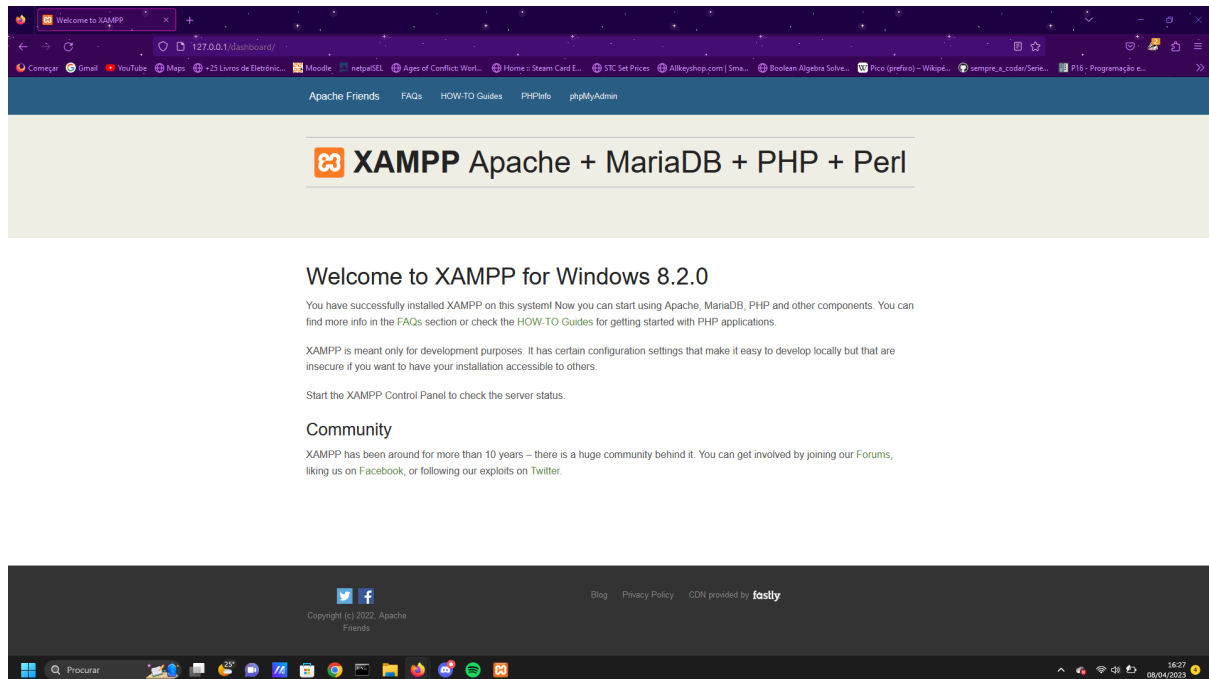 Welcome to XAMPP
127.0.0.1/dashboard/
Começar Gmail YouTube Maps +25 Livros de Eletrónic... Moodle netpaISEL Ages of Conflict: Worl... Home :: Steam Card E... STC Set Prices Allkeyshop.com | Sma... Boolean Algebra Solve... Pico (prefixo) – Wikipé... sempre_a_codar/Serie... P16 - Programação e...
Apache Friends FAQs HOW-TO Guides PHPInfo phpMyAdmin
XAMPP Apache + MariaDB + PHP + Perl
Welcome to XAMPP for Windows 8.2.0
You have successfully installed XAMPP on this system! Now you can start using Apache, MariaDB, PHP and other components. You can
find more info in the FAQs section or check the HOW-TO Guides for getting started with PHP applications.
XAMPP is meant only for development purposes. It has certain configuration settings that make it easy to develop locally but that are
insecure if you want to have your installation accessible to others.
Start the XAMPP Control Panel to check the server status.
Community
XAMPP has been around for more than 10 years – there is a huge community behind it. You can get involved by joining our Forums,
liking us on Facebook, or following our exploits on Twitter.
Blog Privacy Policy CDN provided by fastly
Copyright (c) 2022, Apache
Friends
Procurar 25° 16:27
08/04/2023 4